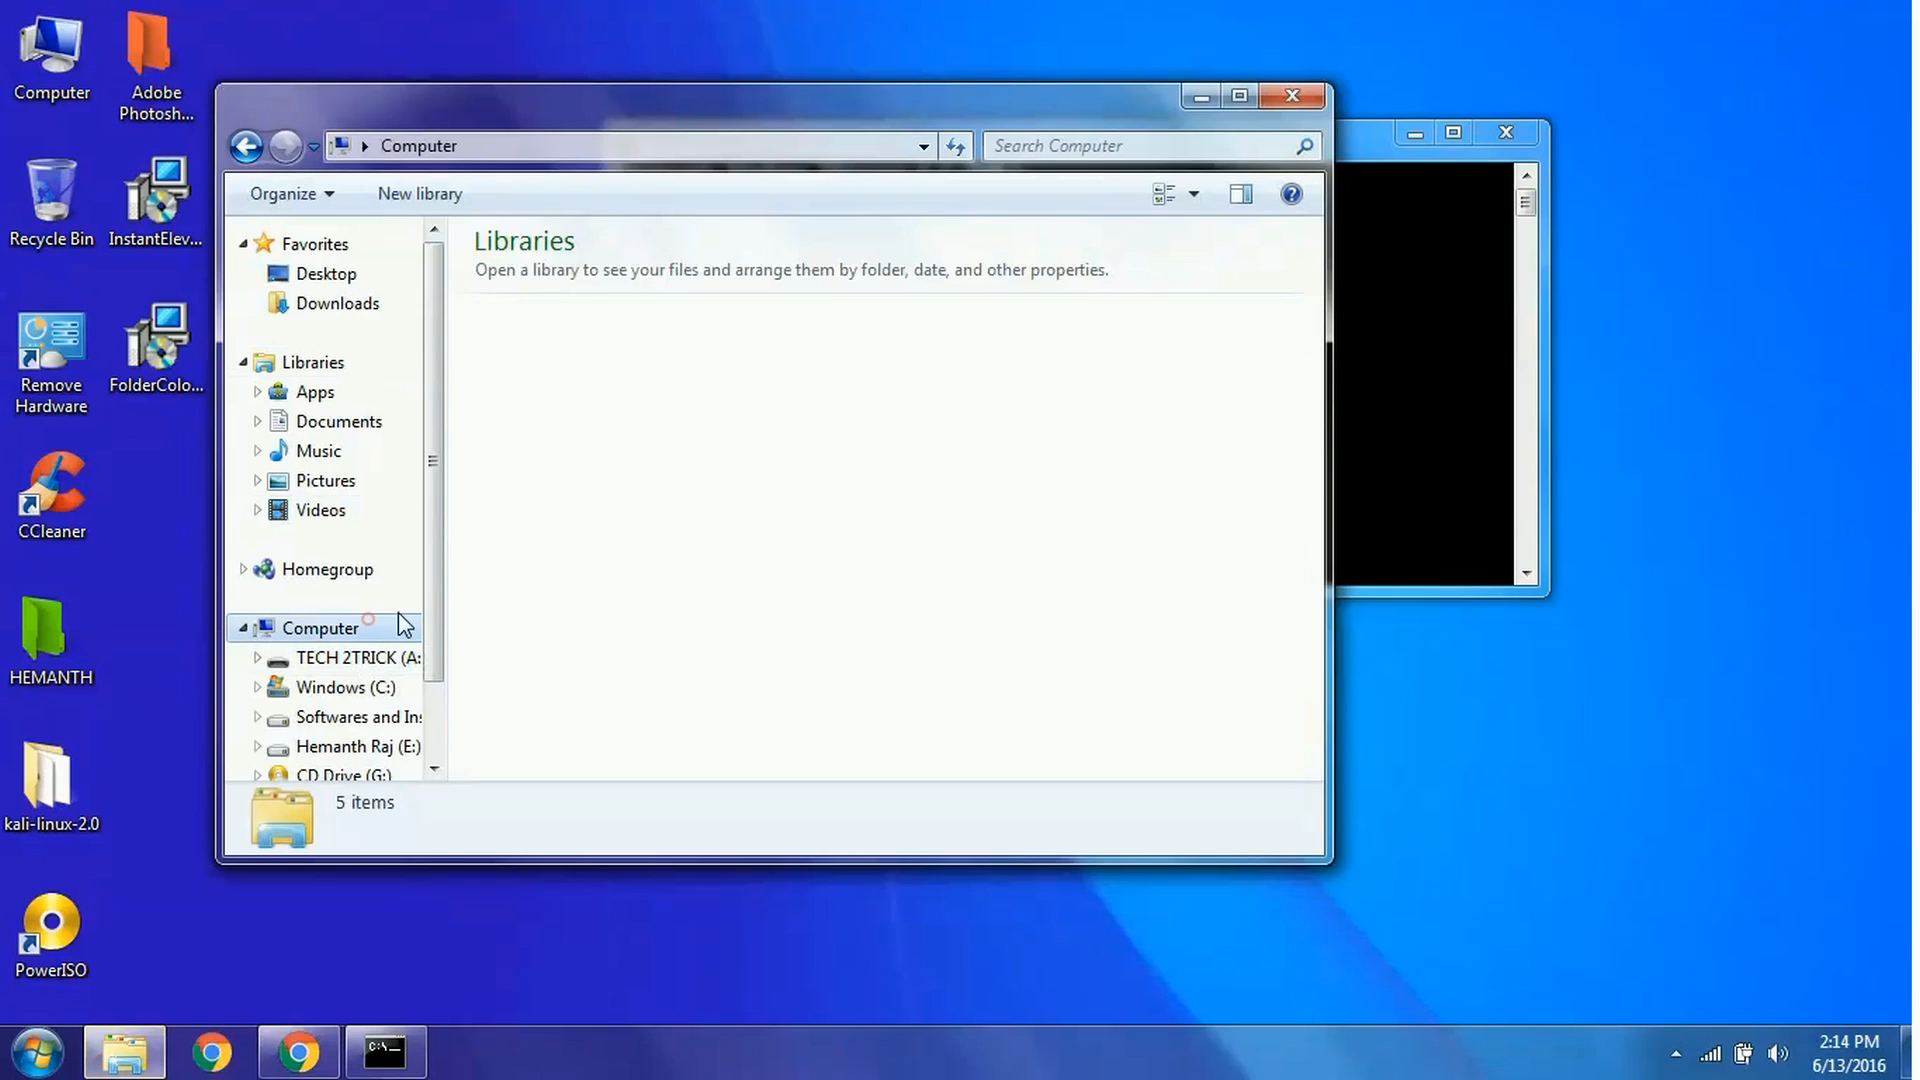 Computer
Adobe
Photosh...
Recycle Bin
InstantElev...
Remove
Hardware
FolderColo...
CCleaner
HEMANTH
kali-linux-2.0
PowerISO
Computer
Search Computer
Organize
New library
Favorites
Desktop
Downloads
Libraries
Apps
Documents
Music
Pictures
Videos
Homegroup
Computer
TECH 2TRICK (A:
Windows (C:)
Softwares and Ins
Hemanth Raj (E:)
CD Drive (G:)
Libraries
Open a library to see your files and arrange them by folder, date, and other properties.
5 items
C:\_
2:14 PM
6/13/2016